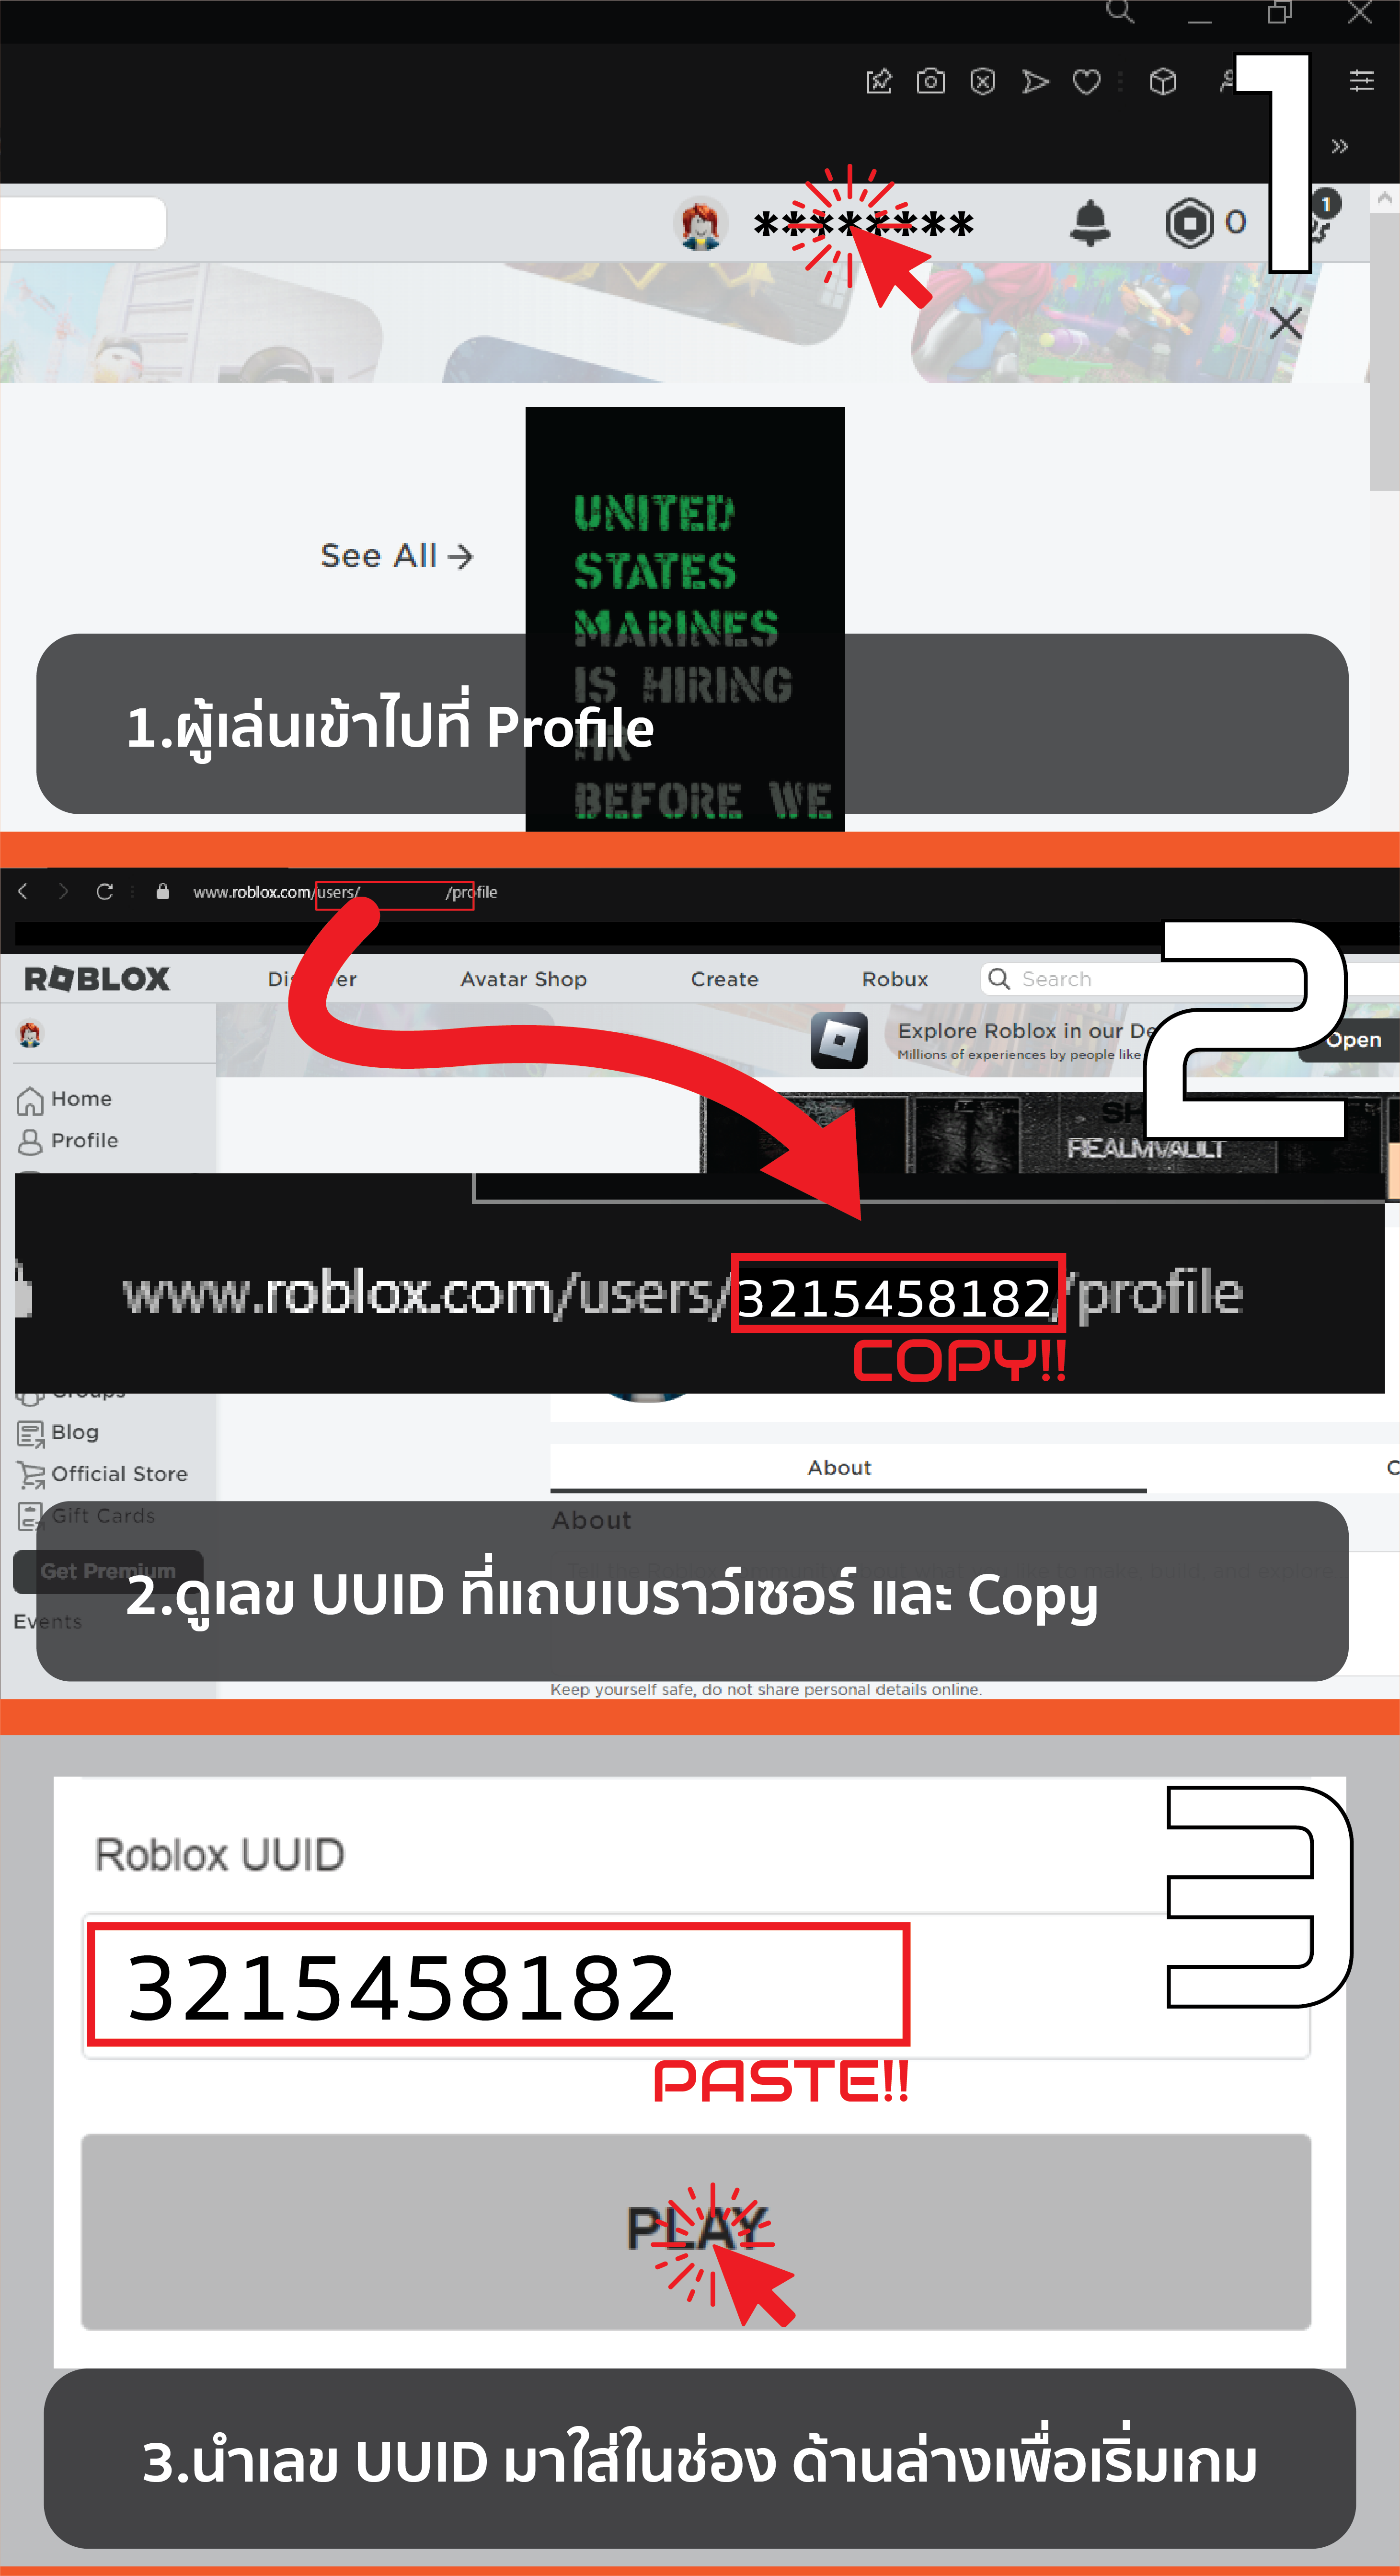 1
********
0
1
See All →
UNITED
STATES
MARINES
IS HIRING
BEFORE WE
1.ผู้เล่นเข้าไปที่ Profile
www.roblox.com/users/ /profile
2
ROBLOX
Avatar Shop
Create
Robux
Search
Explore Roblox in our
Millions of experiences by people like
Open
Home
Profile
REALMVAULT
www.roblox.com/users/3215458182/profile
COPY!!
Groups
Blog
Official Store
About
Gift Cards
About
Get Premium
2.ดูเลข UUID ที่แถบเบราว์เซอร์ และ Copy
Events
Keep yourself safe, do not share personal details online.
3
Roblox UUID
3215458182
PASTE!!
PLAY
3.นำเลข UUID มาใส่ในช่อง ด้านล่างเพื่อเริ่มเกม